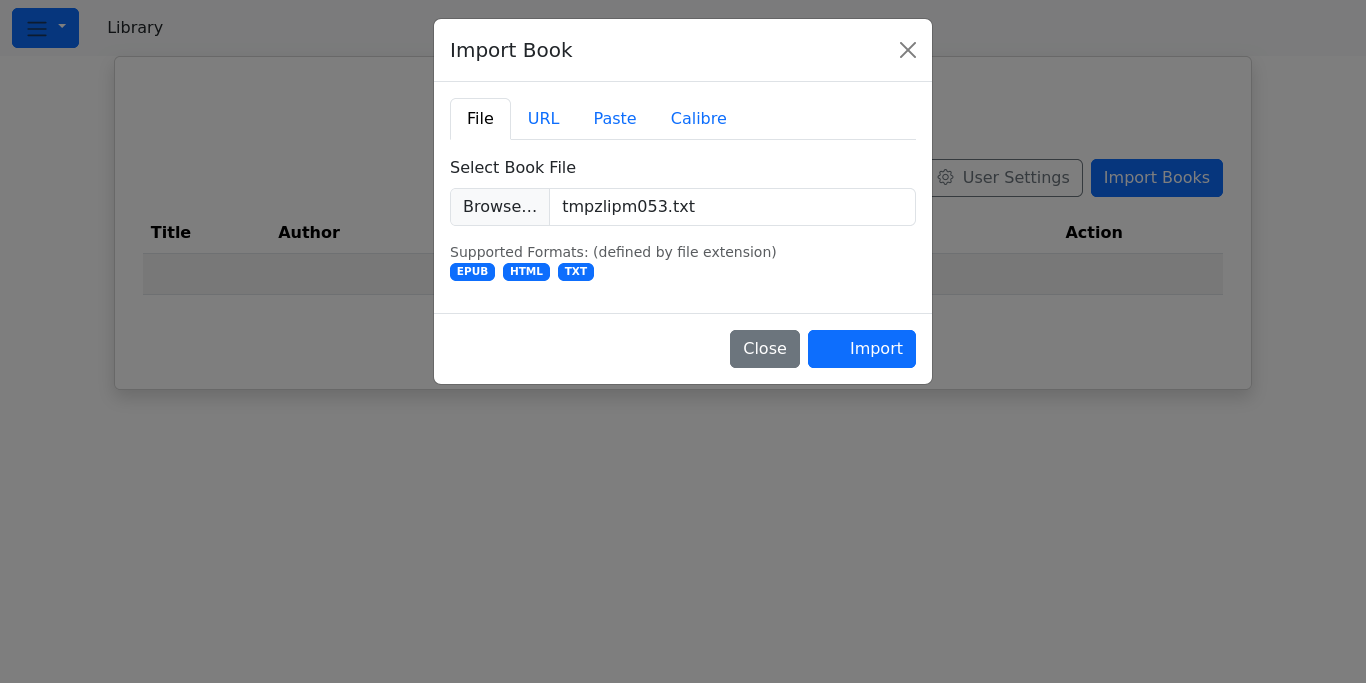 Library
Import Book
File URL Paste Calibre
Select Book File
Browse... tmpzlipm053.txt
Supported Formats: (defined by file extension)
EPUB HTML TXT
Close Import
User Settings Import Books
Title Author Action